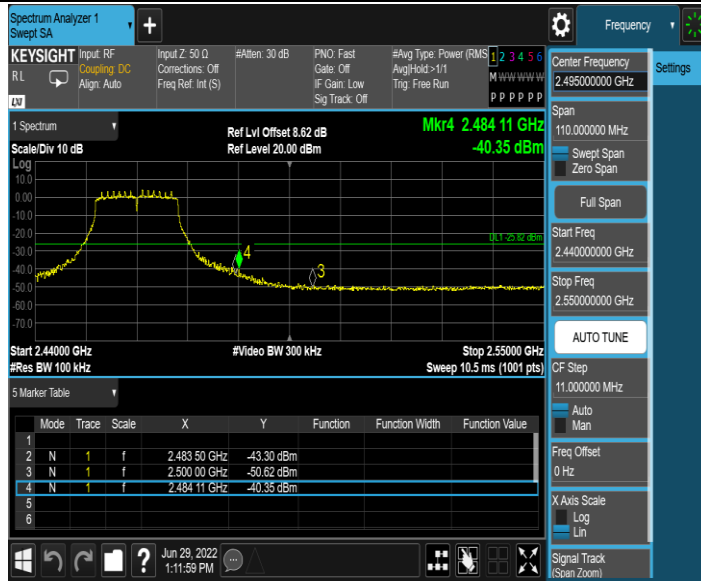 Spectrum Analyzer 1
Swept SA
+
Frequency
KEYSIGHT
RL
LXI
Input: RF
Coupling: DC
Align: Auto
Input Z: 50 Ω
Corrections: Off
Freq Ref: Int (S)
#Atten: 30 dB
PNO: Fast
Gate: Off
IF Gain: Low
Sig Track: Off
#Avg Type: Power (RMS
Avg|Hold:>1/1
Trig: Free Run
1 2 3 4 5 6
M W W W W W
P P P P P P
1 Spectrum
Scale/Div 10 dB
Ref Lvl Offset 8.62 dB
Ref Level 20.00 dBm
Mkr4 2.484 11 GHz
-40.35 dBm
Log
10.0
0.00
-10.0
-20.0
-30.0
-40.0
-50.0
-60.0
-70.0
DL1 -25.82 dBm
4
3
Start 2.44000 GHz
#Res BW 100 kHz
#Video BW 300 kHz
Stop 2.55000 GHz
Sweep 10.5 ms (1001 pts)
5 Marker Table
Mode Trace Scale X Y Function Function Width Function Value
1
2 N 1 f 2.483 50 GHz -43.30 dBm
3 N 1 f 2.500 00 GHz -50.62 dBm
4 N 1 f 2.484 11 GHz -40.35 dBm
5
6
?
Jun 29, 2022
1:11:59 PM
Center Frequency
2.495000000 GHz
Settings
Span
110.000000 MHz
Swept Span
Zero Span
Full Span
Start Freq
2.440000000 GHz
Stop Freq
2.550000000 GHz
AUTO TUNE
CF Step
11.000000 MHz
Auto
Man
Freq Offset
0 Hz
X Axis Scale
Log
Lin
Signal Track
(Span Zoom)